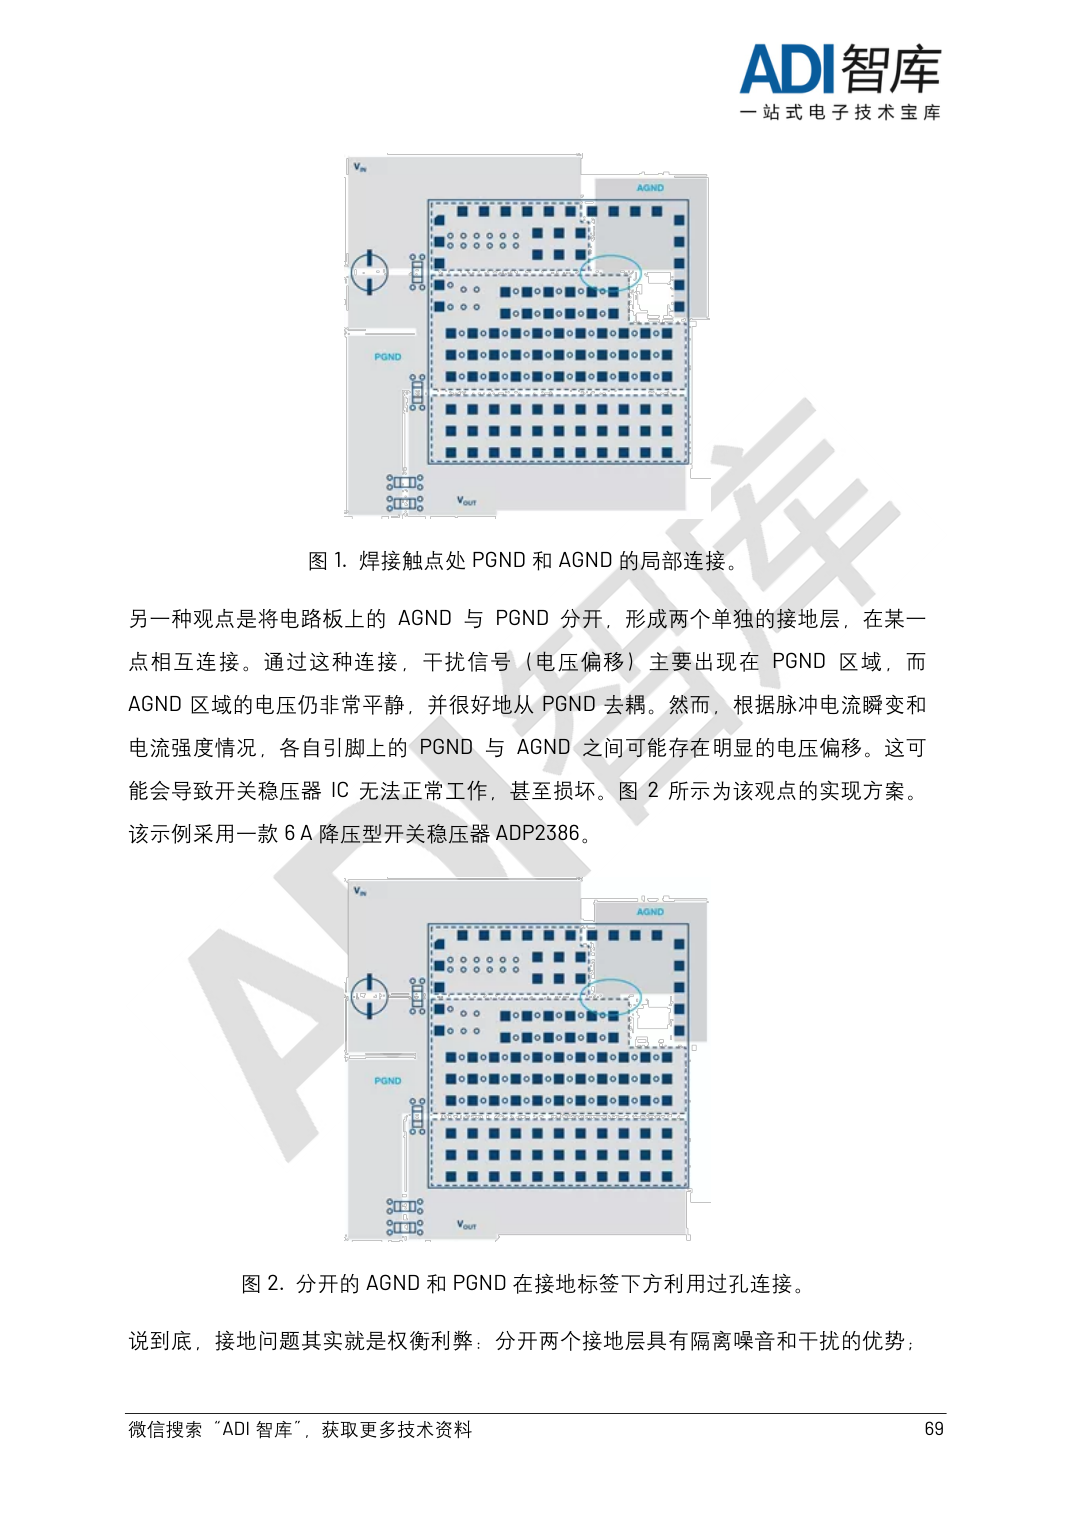 ADI智库
一站式电子技术宝库
VIN
AGND
PGND
VOUT
图 1. 焊接触点处 PGND 和 AGND 的局部连接。
另一种观点是将电路板上的 AGND 与 PGND 分开，形成两个单独的接地层，在某一
点相互连接。通过这种连接，干扰信号（电压偏移）主要出现在 PGND 区域，而
AGND 区域的电压仍非常平静，并很好地从 PGND 去耦。然而，根据脉冲电流瞬变和
电流强度情况，各自引脚上的 PGND 与 AGND 之间可能存在明显的电压偏移。这可
能会导致开关稳压器 IC 无法正常工作，甚至损坏。图 2 所示为该观点的实现方案。
该示例采用一款 6 A 降压型开关稳压器 ADP2386。
VIN
AGND
PGND
VOUT
图 2. 分开的 AGND 和 PGND 在接地标签下方利用过孔连接。
说到底，接地问题其实就是权衡利弊：分开两个接地层具有隔离噪音和干扰的优势；
微信搜索“ADI 智库”，获取更多技术资料
69
ADI智库